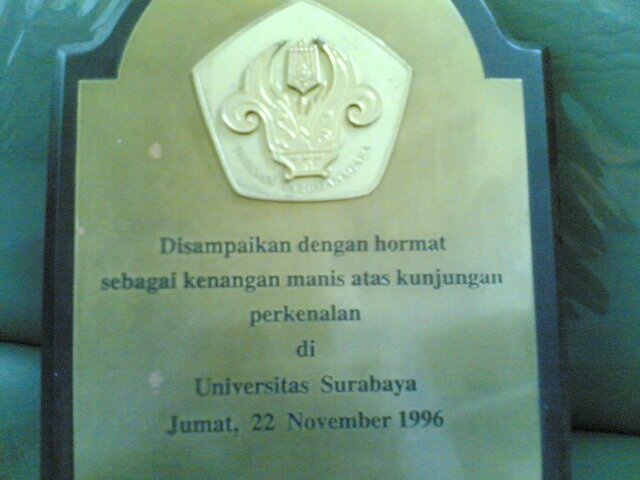 Disampaikan dengan hormat
sebagai kenangan manis atas kunjungan
perkenalan
di
Universitas Surabaya
Jumat, 22 November 1996